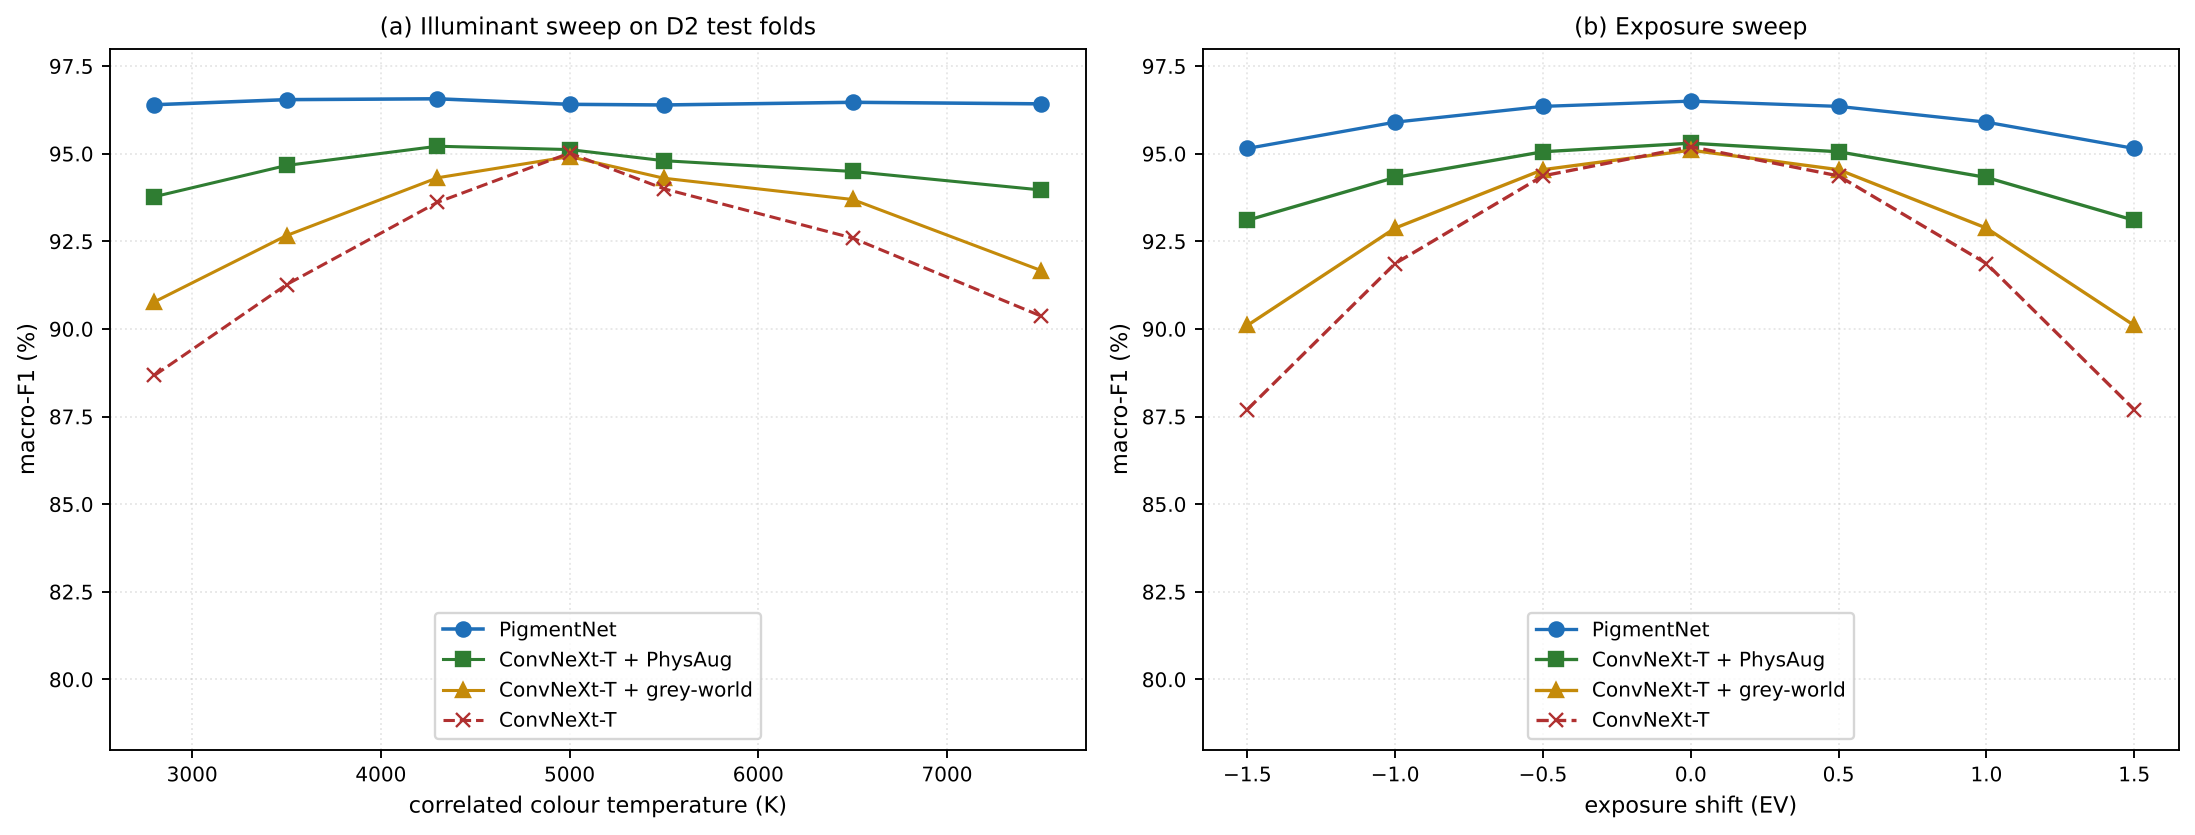 (a) Illuminant sweep on D2 test folds
macro-F1 (%)
97.5
95.0
92.5
90.0
87.5
85.0
82.5
80.0
PigmentNet
ConvNeXt-T + PhysAug
ConvNeXt-T + grey-world
ConvNeXt-T
3000 4000 5000 6000 7000
correlated colour temperature (K)
(b) Exposure sweep
macro-F1 (%)
97.5
95.0
92.5
90.0
87.5
85.0
82.5
80.0
PigmentNet
ConvNeXt-T + PhysAug
ConvNeXt-T + grey-world
ConvNeXt-T
−1.5 −1.0 −0.5 0.0 0.5 1.0 1.5
exposure shift (EV)